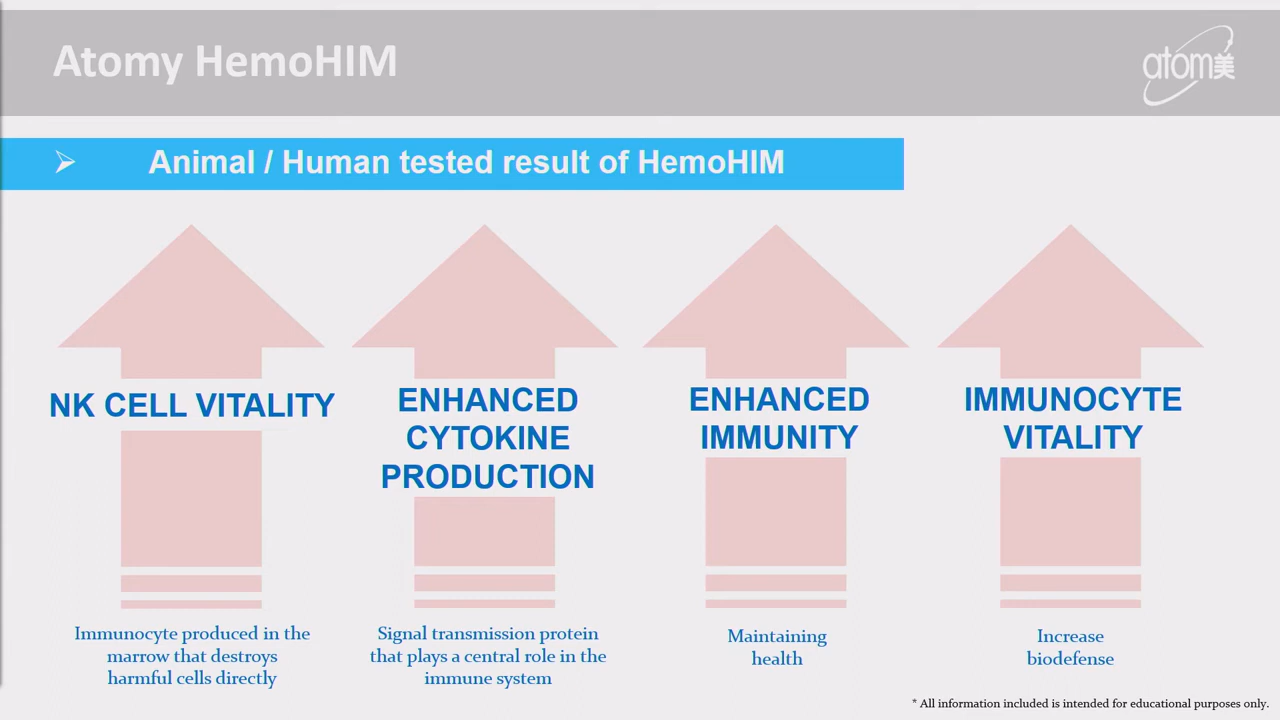 Atomy HemoHIM
atom美
Animal / Human tested result of HemoHIM
NK CELL VITALITY
Immunocyte produced in the
marrow that destroys
harmful cells directly
ENHANCED
CYTOKINE
PRODUCTION
Signal transmission protein
that plays a central role in the
immune system
ENHANCED
IMMUNITY
Maintaining
health
IMMUNOCYTE
VITALITY
Increase
biodefense
* All information included is intended for educational purposes only.